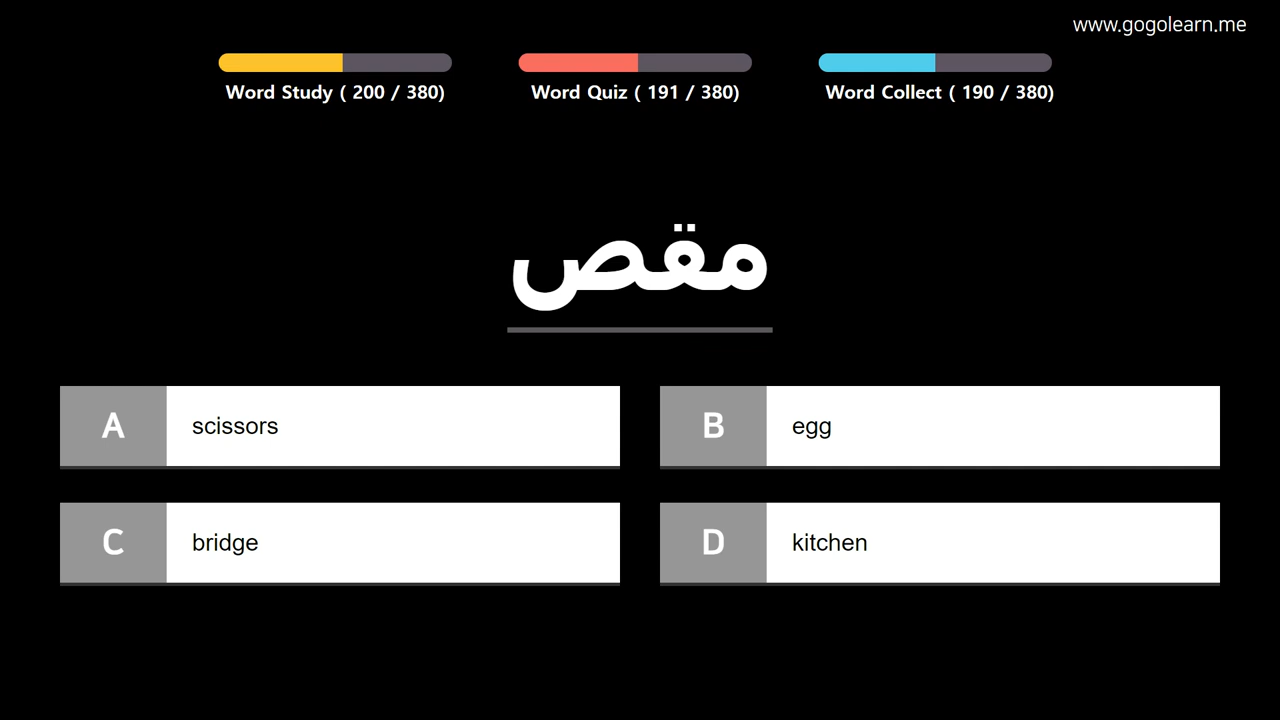 www.gogolearn.me
Word Study ( 200 / 380)
Word Quiz ( 191 / 380)
Word Collect ( 190 / 380)
مقص
A scissors
B egg
C bridge
D kitchen